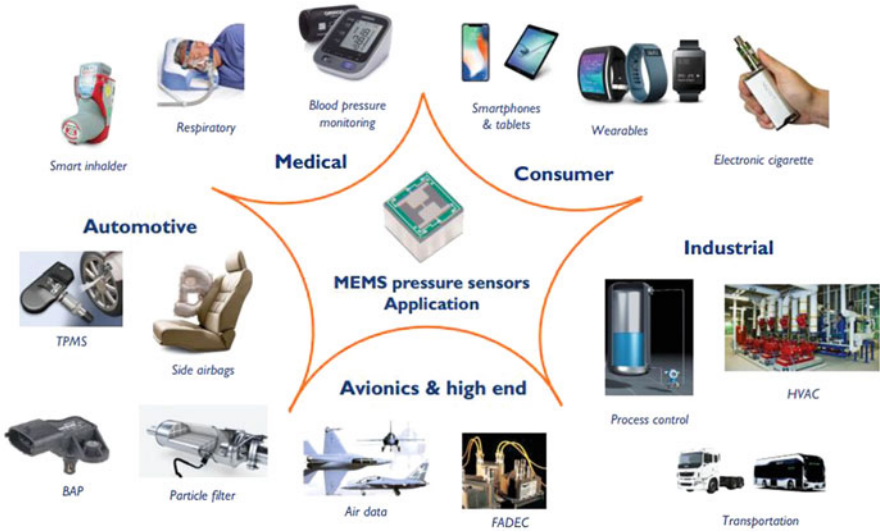 Blood pressure
monitoring
Respiratory
Smart inhalder
Medical
Smartphones
& tablets
Wearables
Electronic cigarette
Consumer
Automotive
TPMS
Side airbags
BAP
Particle filter
MEMS pressure sensors
Application
Industrial
Process control
HVAC
Transportation
Avionics & high end
Air data
FADEC